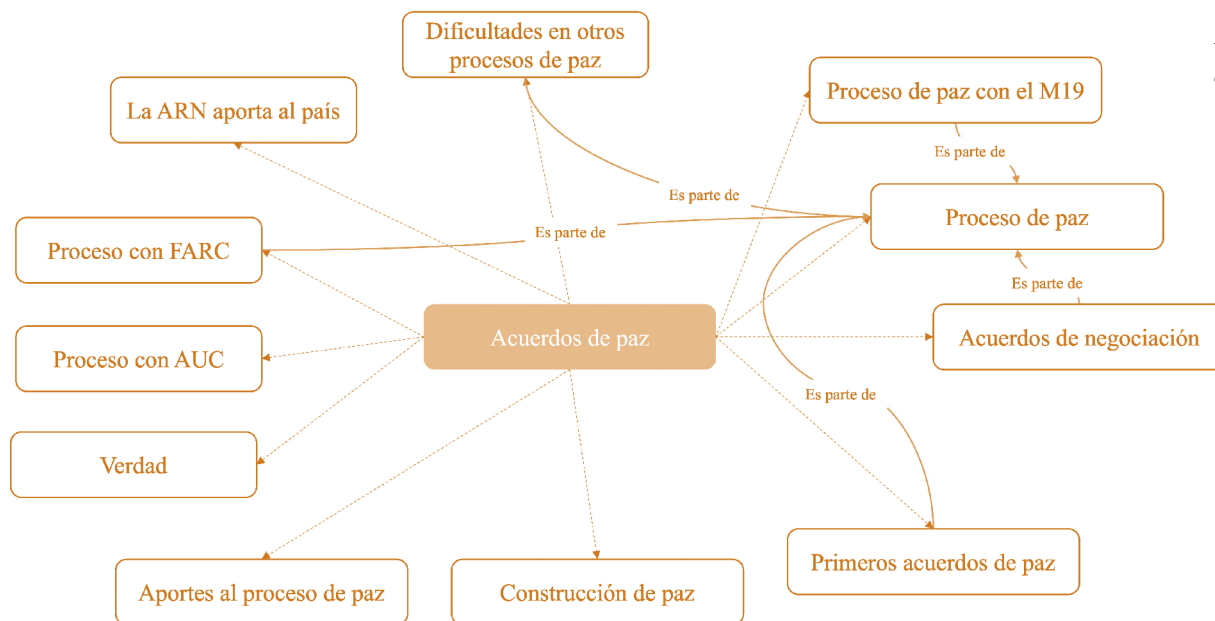 Dificultades en otros
procesos de paz
Proceso de paz con el M19
La ARN aporta al país
Es parte de
Es parte de
Proceso de paz
Es parte de
Proceso con FARC
Es parte de
Acuerdos de paz
Acuerdos de negociación
Proceso con AUC
Es parte de
Verdad
Primeros acuerdos de paz
Aportes al proceso de paz
Construcción de paz